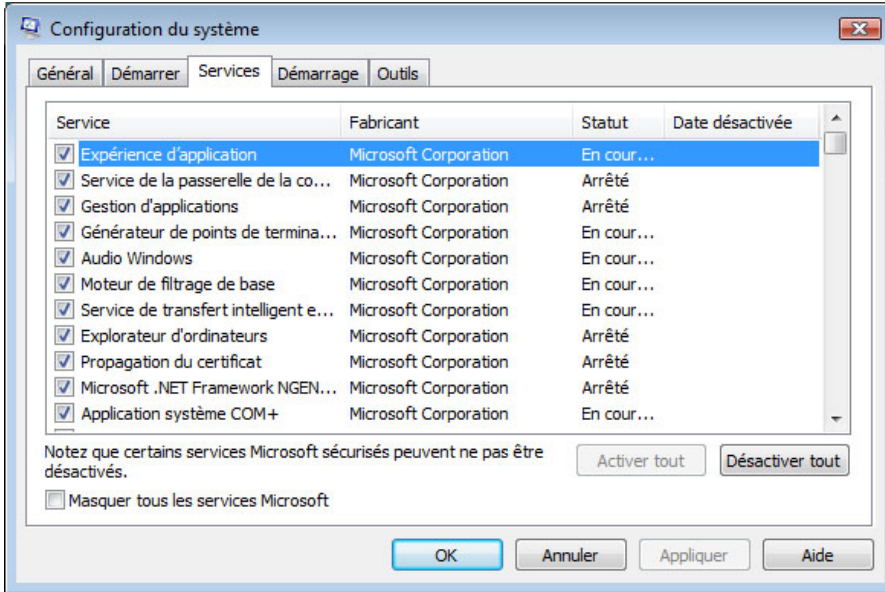 Configuration du système
Général Démarrer Services Démarrage Outils
Service Fabricant Statut Date désactivée
Expérience d'application Microsoft Corporation En cour...
Service de la passerelle de la co... Microsoft Corporation Arrêté
Gestion d'applications Microsoft Corporation Arrêté
Générateur de points de termina... Microsoft Corporation En cour...
Audio Windows Microsoft Corporation En cour...
Moteur de filtrage de base Microsoft Corporation En cour...
Service de transfert intelligent e... Microsoft Corporation En cour...
Explorateur d'ordinateurs Microsoft Corporation Arrêté
Propagation du certificat Microsoft Corporation Arrêté
Microsoft .NET Framework NGEN... Microsoft Corporation Arrêté
Application système COM+ Microsoft Corporation En cour...
Notez que certains services Microsoft sécurisés peuvent ne pas être
désactivés.
Activer tout Désactiver tout
Masquer tous les services Microsoft
OK Annuler Appliquer Aide